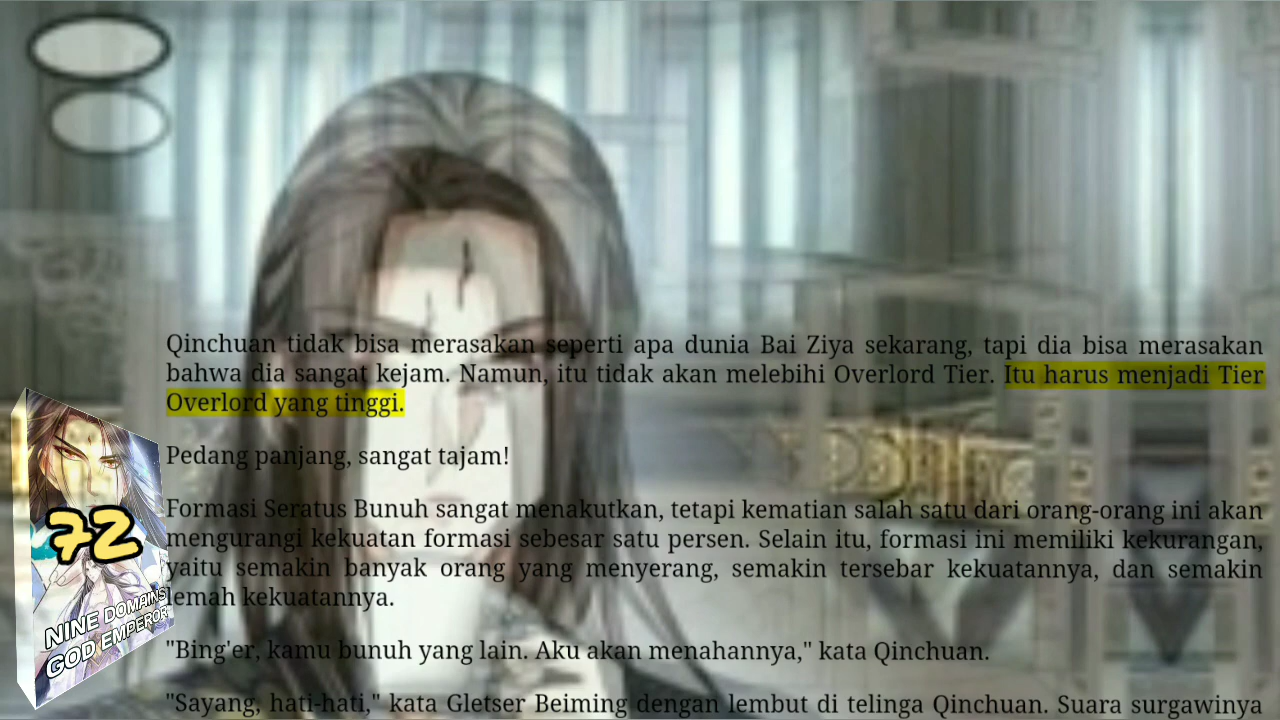 Qinchuan tidak bisa merasakan seperti apa dunia Bai Ziya sekarang, tapi dia bisa merasakan
bahwa dia sangat kejam. Namun, itu tidak akan melebihi Overlord Tier. Itu harus menjadi Tier
Overlord yang tinggi.
Pedang panjang, sangat tajam!
Formasi Seratus Bunuh sangat menakutkan, tetapi kematian salah satu dari orang-orang ini akan
mengurangi kekuatan formasi sebesar satu persen. Selain itu, formasi ini memiliki kekurangan,
yaitu semakin banyak orang yang menyerang, semakin tersebar kekuatannya, dan semakin
lemah kekuatannya.
"Bing'er, kamu bunuh yang lain. Aku akan menahannya," kata Qinchuan.
"Sayang, hati-hati," kata Gletser Beiming dengan lembut di telinga Qinchuan. Suara surgawinya
72
NINE DOMAINS
GOD EMPEROR